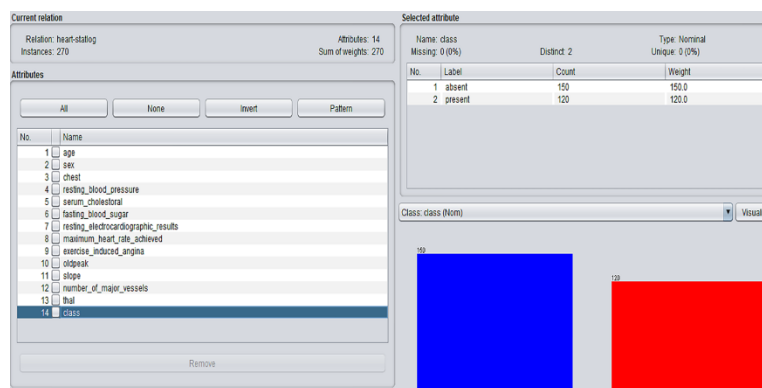 Current relation
Relation: heart-statlog
Attributes: 14
Instances: 270
Sum of weights: 270
Attributes
All
None
Invert
Pattern
No.
Name
1
age
2
sex
3
chest
4
resting_blood_pressure
5
serum_cholestoral
6
fasting_blood_sugar
7
resting_electrocardiographic_results
8
maximum_heart_rate_achieved
9
exercise_induced_angina
10
oldpeak
11
slope
12
number_of_major_vessels
13
thal
14
class
Remove
Selected attribute
Name: class
Type: Nominal
Missing: 0 (0%)
Distinct: 2
Unique: 0 (0%)
No.
Label
Count
Weight
1
absent
150
150.0
2
present
120
120.0
Class: class (Nom)
Visual
150
120